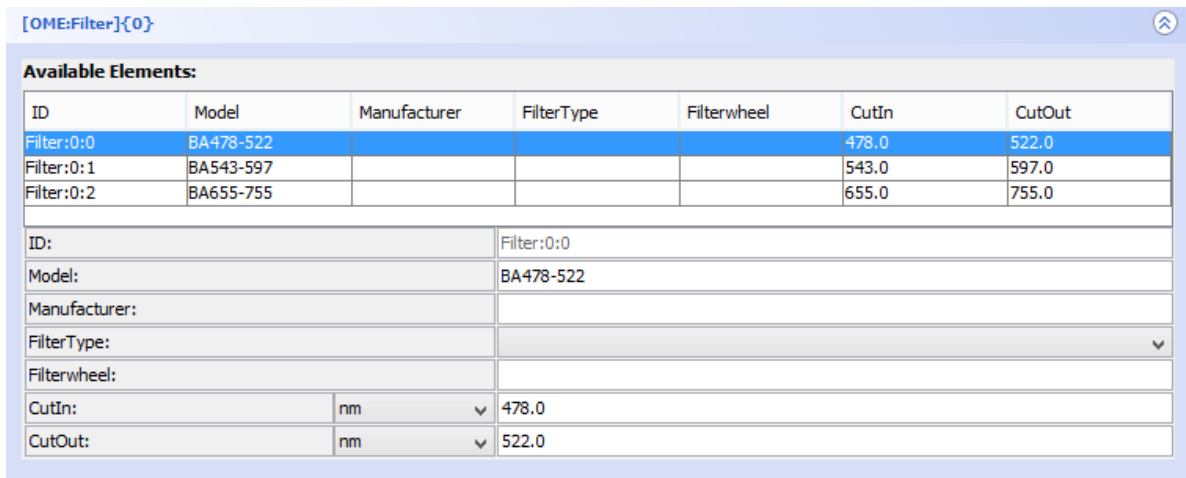 [OME:Filter]{0}
Available Elements:
ID Model Manufacturer FilterType Filterwheel CutIn CutOut
Filter:0:0 BA478-522 478.0 522.0
Filter:0:1 BA543-597 543.0 597.0
Filter:0:2 BA655-755 655.0 755.0
ID: Filter:0:0
Model: BA478-522
Manufacturer:
FilterType:
Filterwheel:
CutIn: nm 478.0
CutOut: nm 522.0